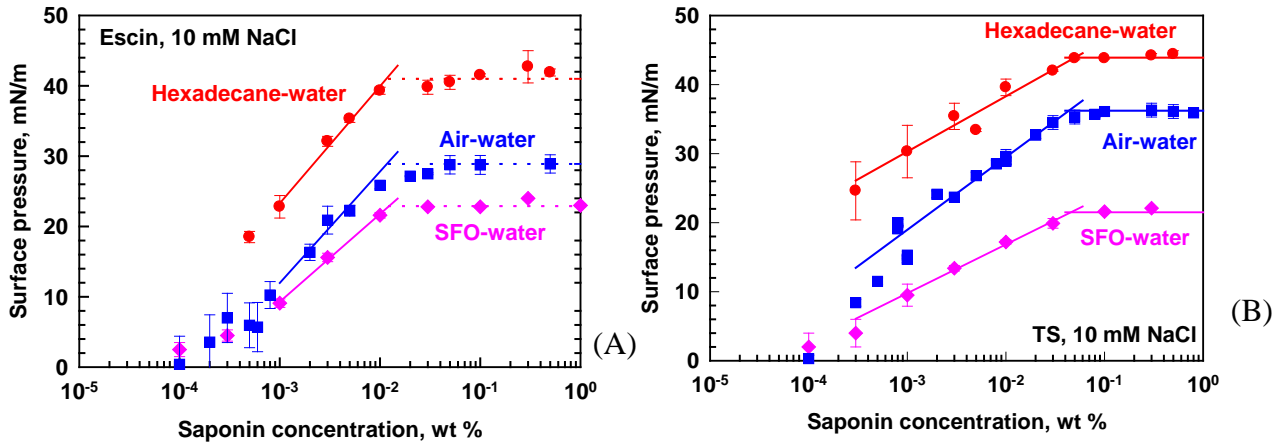 50
40
30
20
10
0
Surface pressure, mN/m
Escin, 10 mM NaCl
Hexadecane-water
Air-water
SFO-water
(A)
10-5 10-4 10-3 10-2 10-1 100
Saponin concentration, wt %
50
40
30
20
10
0
Surface pressure, mN/m
Hexadecane-water
Air-water
SFO-water
TS, 10 mM NaCl
(B)
10-5 10-4 10-3 10-2 10-1 100
Saponin concentration, wt %